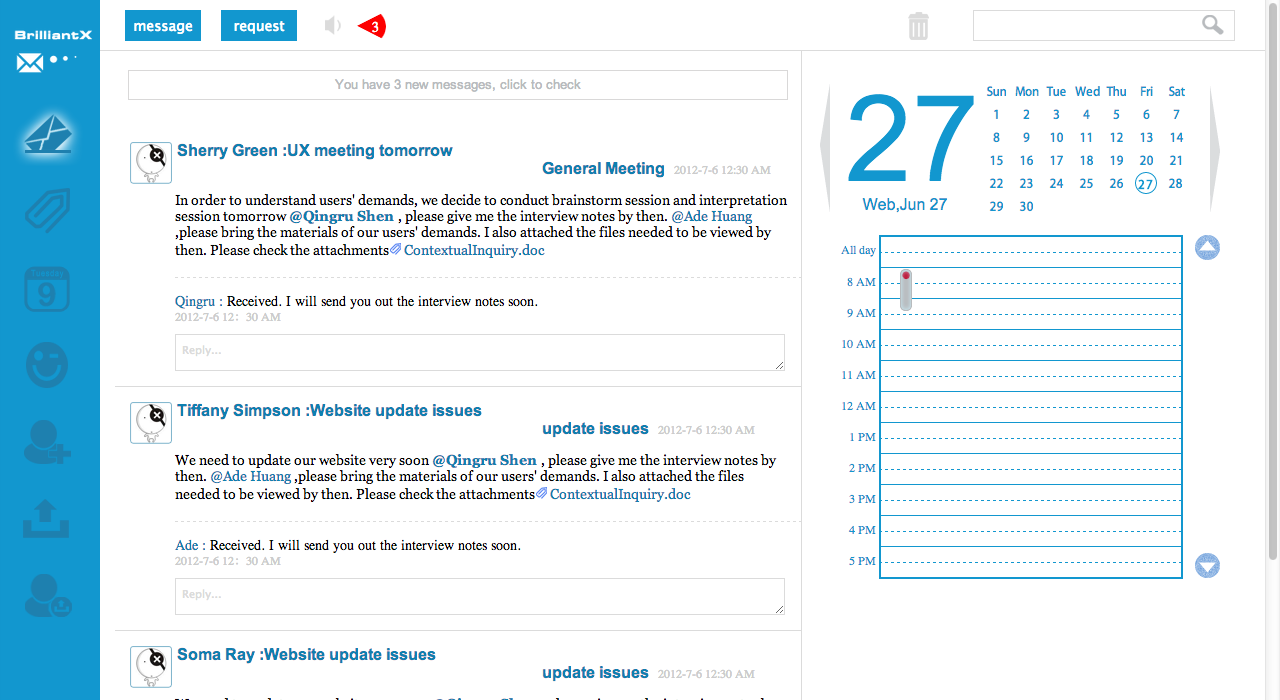 BrilliantX
message request 3
You have 3 new messages, click to check
Sherry Green :UX meeting tomorrow
General Meeting 2012-7-6 12:30 AM
In order to understand users' demands, we decide to conduct brainstorm session and interpretation
session tomorrow @Qingru Shen , please give me the interview notes by then. @Ade Huang
,please bring the materials of our users' demands. I also attached the files needed to be viewed by
then. Please check the attachments ContextualInquiry.doc
Qingru : Received. I will send you out the interview notes soon.
2012-7-6 12：30 AM
Reply...
Tiffany Simpson :Website update issues
update issues 2012-7-6 12:30 AM
We need to update our website very soon @Qingru Shen , please give me the interview notes by
then. @Ade Huang ,please bring the materials of our users' demands. I also attached the files
needed to be viewed by then. Please check the attachments ContextualInquiry.doc
Ade : Received. I will send you out the interview notes soon.
2012-7-6 12：30 AM
Reply...
Soma Ray :Website update issues
update issues 2012-7-6 12:30 AM
Tuesday
9
27
Web,Jun 27
Sun Mon Tue Wed Thu Fri Sat
1 2 3 4 5 6 7
8 9 10 11 12 13 14
15 16 17 18 19 20 21
22 23 24 25 26 27 28
29 30
All day
8 AM
9 AM
10 AM
11 AM
12 AM
1 PM
2 PM
3 PM
4 PM
5 PM